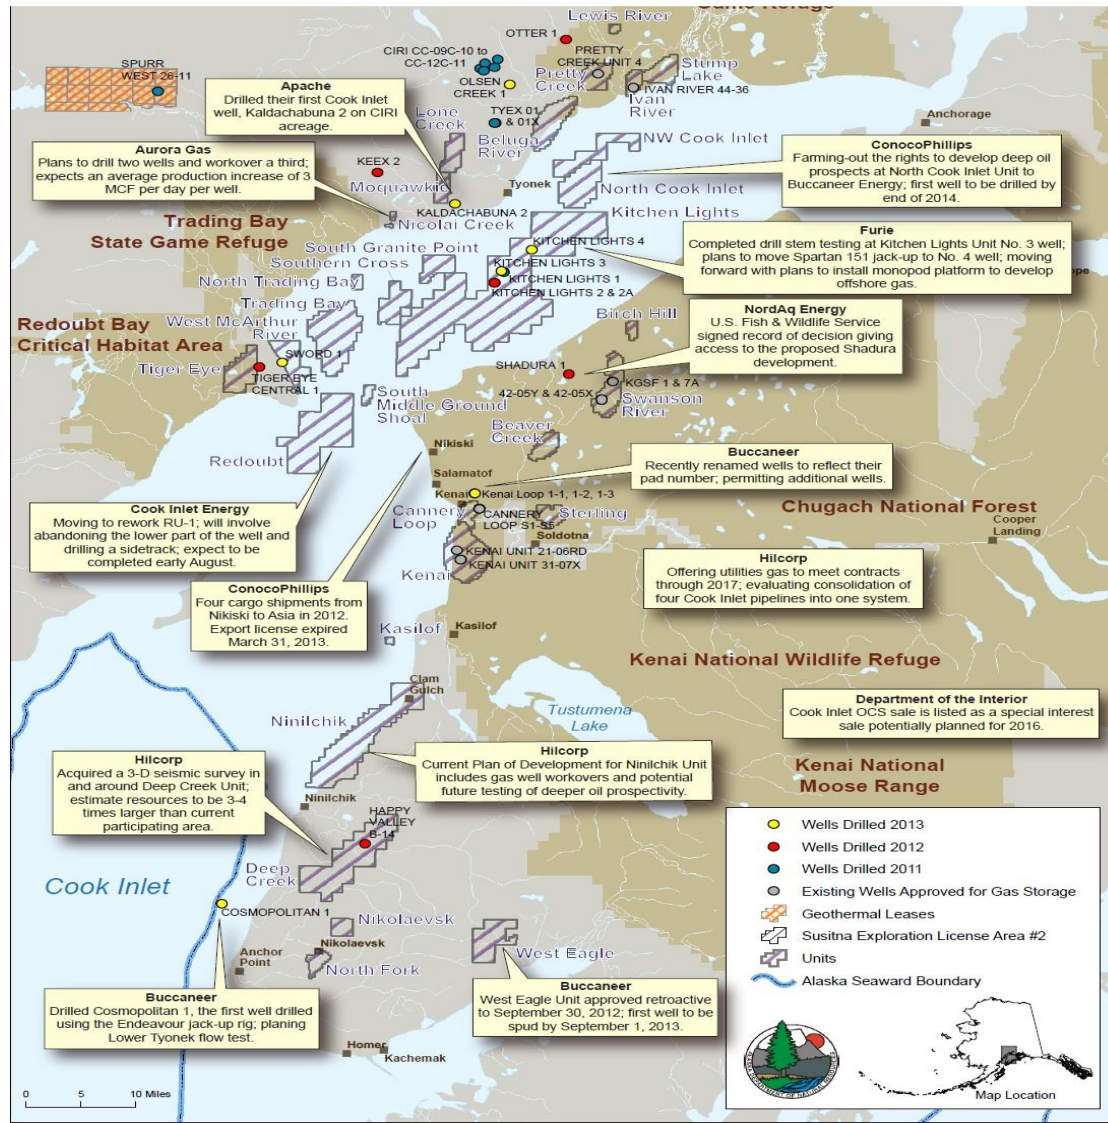 Game Refuge
Lewis River
OTTER 1
CIRI CC-09C-10 to
CC-12C-11
PRETTY
CREEK UNIT 4
Stump
Lake
SPURR
WEST 26-11
OLSEN
CREEK 1
Pretty
Creek
IVAN RIVER 44-36
Ivan
River
Apache
Drilled their first Cook Inlet
well, Kaldachabuna 2 on CIRI
acreage.
Lone
Creek
TYEX 01
& 01X
Beluga
River
Anchorage
NW Cook Inlet
Aurora Gas
Plans to drill two wells and workover a third;
expects an average production increase of 3
MCF per day per well.
KEEX 2
Moquawkie
Tyonek
North Cook Inlet
ConocoPhillips
Farming-out the rights to develop deep oil
prospects at North Cook Inlet Unit to
Buccaneer Energy; first well to be drilled by
end of 2014.
KALDACHABUNA 2
Nicolai Creek
Kitchen Lights
Trading Bay
State Game Refuge
South Granite Point
Southern Cross
KITCHEN LIGHTS 4
KITCHEN LIGHTS 3
KITCHEN LIGHTS 1
KITCHEN LIGHTS 2 & 2A
Furie
Completed drill stem testing at Kitchen Lights Unit No. 3 well;
plans to move Spartan 151 jack-up to No. 4 well; moving
forward with plans to install monopod platform to develop
offshore gas.
North Trading Bay
Trading Bay
West McArthur
River
Birch Hill
Redoubt Bay
Critical Habitat Area
NordAq Energy
U.S. Fish & Wildlife Service
signed record of decision giving
access to the proposed Shadura
development.
SWORD 1
Tiger Eye
TIGER EYE
CENTRAL 1
SHADURA 1
KGSF 1 & 7A
42-05Y & 42-05X
Swanson
River
South
Middle Ground
Shoal
Beaver
Creek
Redoubt
Nikiski
Buccaneer
Recently renamed wells to reflect their
pad number; permitting additional wells.
Salamatof
Kenai
Kenai Loop 1-1, 1-2, 1-3
Cannery
Loop
CANNERY
LOOP S1-S5
Sterling
Soldotna
Chugach National Forest
Cooper
Landing
Cook Inlet Energy
Moving to rework RU-1; will involve
abandoning the lower part of the well and
drilling a sidetrack; expect to be
completed early August.
KENAI UNIT 21-06RD
KENAI UNIT 31-07X
Kenai
Hilcorp
Offering utilities gas to meet contracts
through 2017; evaluating consolidation of
four Cook Inlet pipelines into one system.
ConocoPhillips
Four cargo shipments from
Nikiski to Asia in 2012.
Export license expired
March 31, 2013.
Kasilof
Kasilof
Kenai National Wildlife Refuge
Clam
Gulch
Tustumena
Lake
Department of the Interior
Cook Inlet OCS sale is listed as a special interest
sale potentially planned for 2016.
Ninilchik
Hilcorp
Current Plan of Development for Ninilchik Unit
includes gas well workovers and potential
future testing of deeper oil prospectivity.
Kenai National
Moose Range
Hilcorp
Acquired a 3-D seismic survey in
and around Deep Creek Unit;
estimate resources to be 3-4
times larger than current
participating area.
Ninilchik
HAPPY
VALLEY
B-14
Deep
Creek
Cook Inlet
COSMOPOLITAN 1
Nikolaevsk
Nikolaevsk
North Fork
West Eagle
Anchor
Point
Buccaneer
Drilled Cosmopolitan 1, the first well drilled
using the Endeavour jack-up rig; planing
Lower Tyonek flow test.
Buccaneer
West Eagle Unit approved retroactive
to September 30, 2012; first well to be
spud by September 1, 2013.
Homer
Kachemak
0 5 10 Miles
Wells Drilled 2013
Wells Drilled 2012
Wells Drilled 2011
Existing Wells Approved for Gas Storage
Geothermal Leases
Susitna Exploration License Area #2
Units
Alaska Seaward Boundary
Map Location